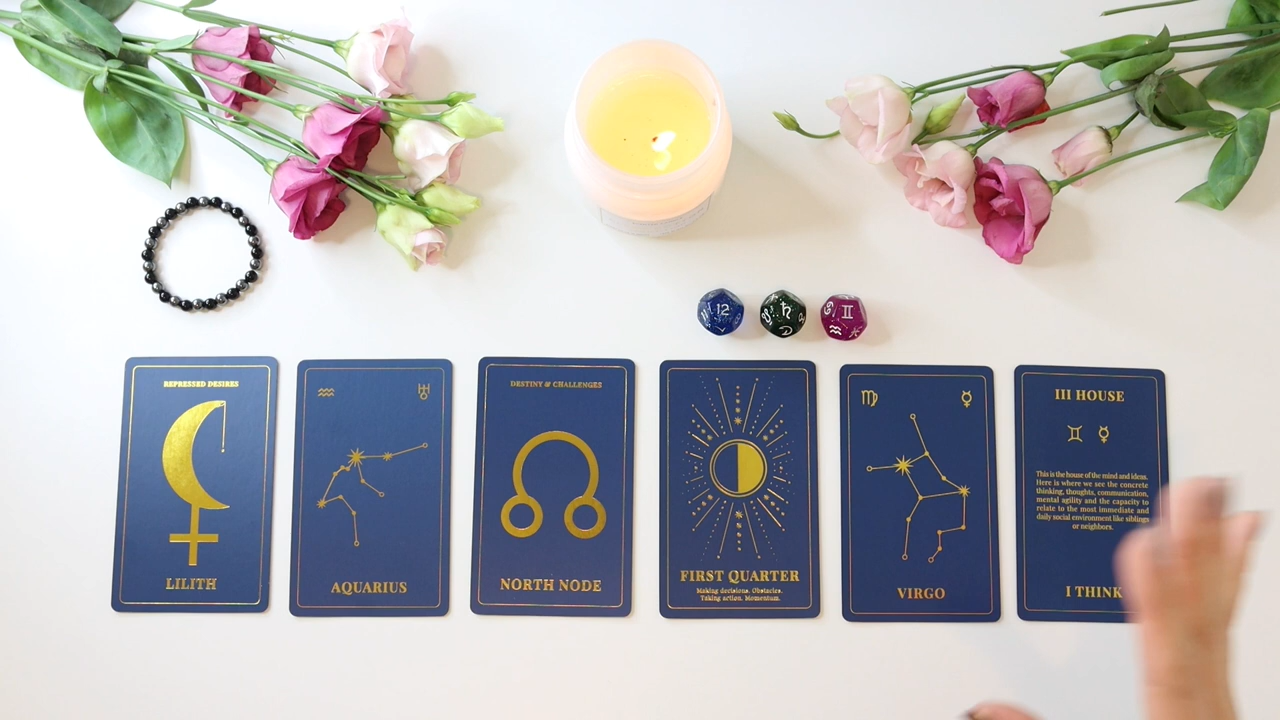 12
REPRESSED DESIRES
LILITH
AQUARIUS
DESTINY & CHALLENGES
NORTH NODE
FIRST QUARTER
Making decisions. Obstacles.
Taking action. Momentum.
VIRGO
III HOUSE
This is the house of the mind and ideas.
Here is where we see the concrete
thinking, thoughts, communication,
mental agility and the capacity to
relate to the most immediate and
daily social environment like siblings
or neighbors.
I THINK